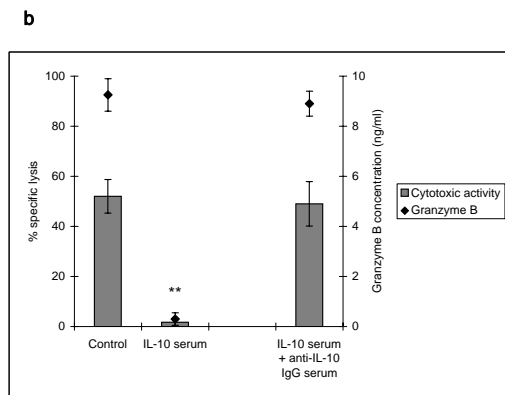 b
100
80
60
40
20
0
% specific lysis
**
10
8
6
4
2
0
Granzyme B concentration (ng/ml)
Control
IL-10 serum
IL-10 serum
+ anti-IL-10
IgG serum
Cytotoxic activity
Granzyme B